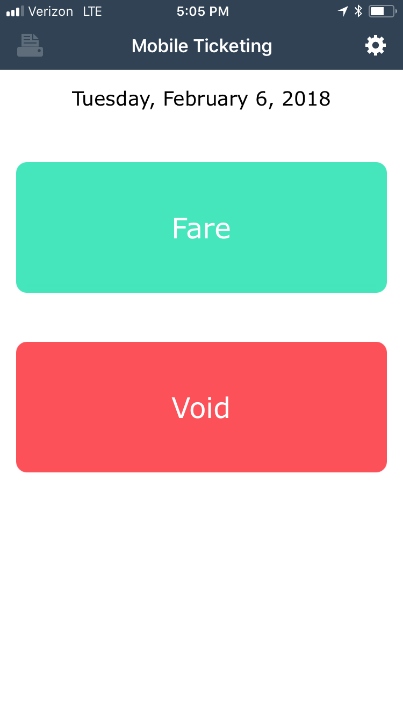 Verizon LTE 5:05 PM
Mobile Ticketing
Tuesday, February 6, 2018
Fare
Void